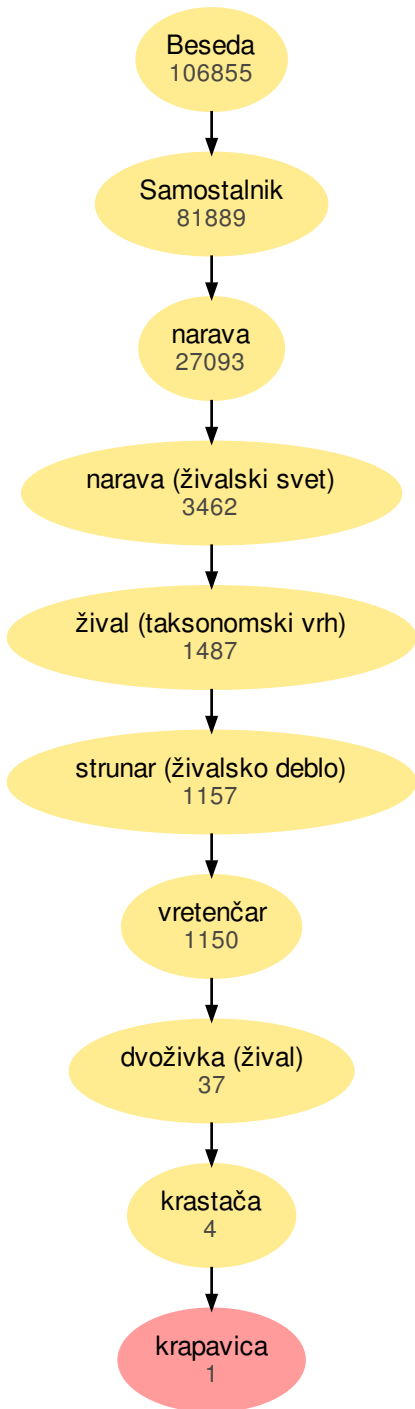 Beseda
106855
Samostalnik
81889
narava
27093
narava (živalski svet)
3462
žival (taksonomski vrh)
1487
strunar (živalsko deblo)
1157
vretenčar
1150
dvoživka (žival)
37
krastača
4
krapavica
1